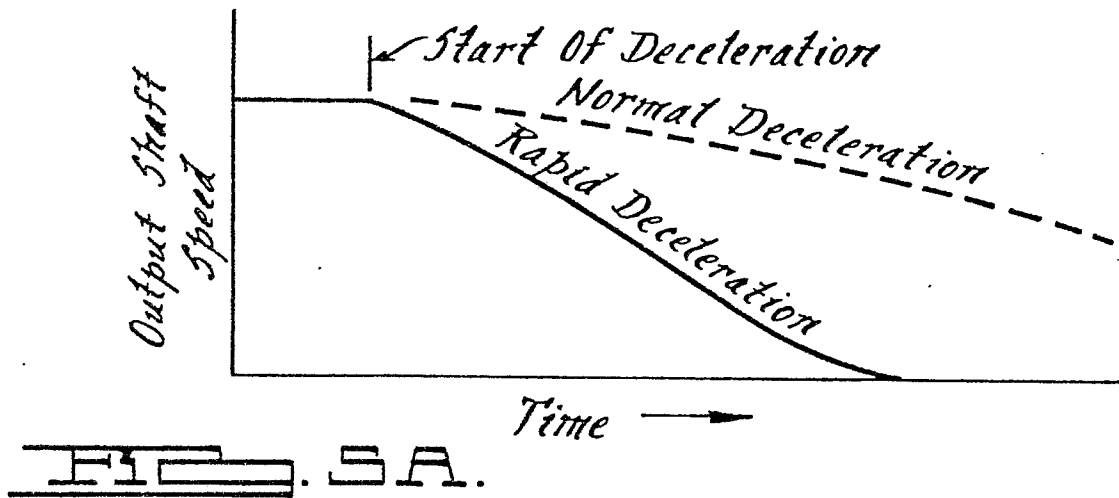 Start Of Deceleration
Normal Deceleration
Rapid Deceleration
Output Shaft
Speed
Time
FIG. 5A.